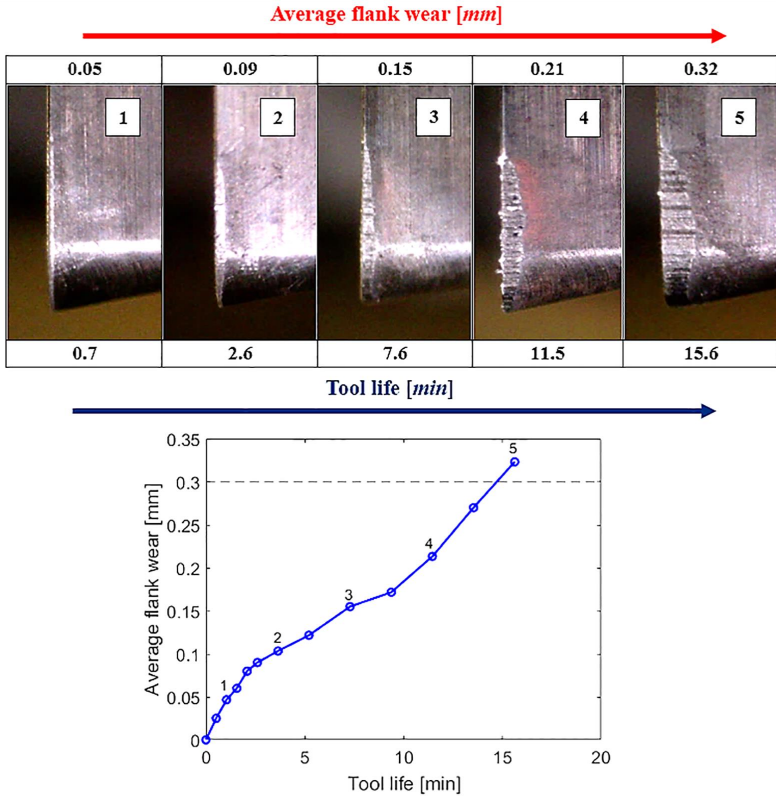 Average flank wear [mm]
0.05 0.09 0.15 0.21 0.32
1 2 3 4 5
0.7 2.6 7.6 11.5 15.6
Tool life [min]
0.35
0.3
0.25
0.2
0.15
0.1
0.05
0
Average flank wear [mm]
1 2 3 4 5
0 5 10 15 20
Tool life [min]